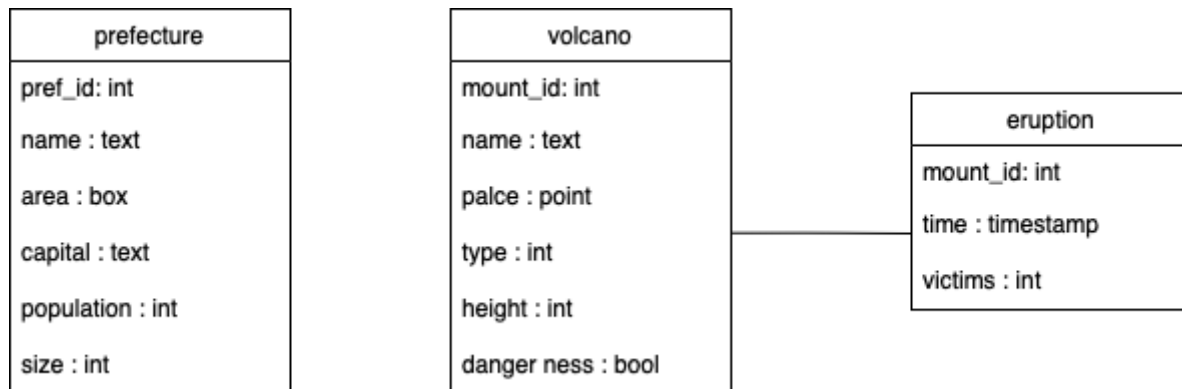 prefecture
pref_id: int
name : text
area : box
capital : text
population : int
size : int
volcano
mount_id: int
name : text
palce : point
type : int
height : int
danger ness : bool
eruption
mount_id: int
time : timestamp
victims : int